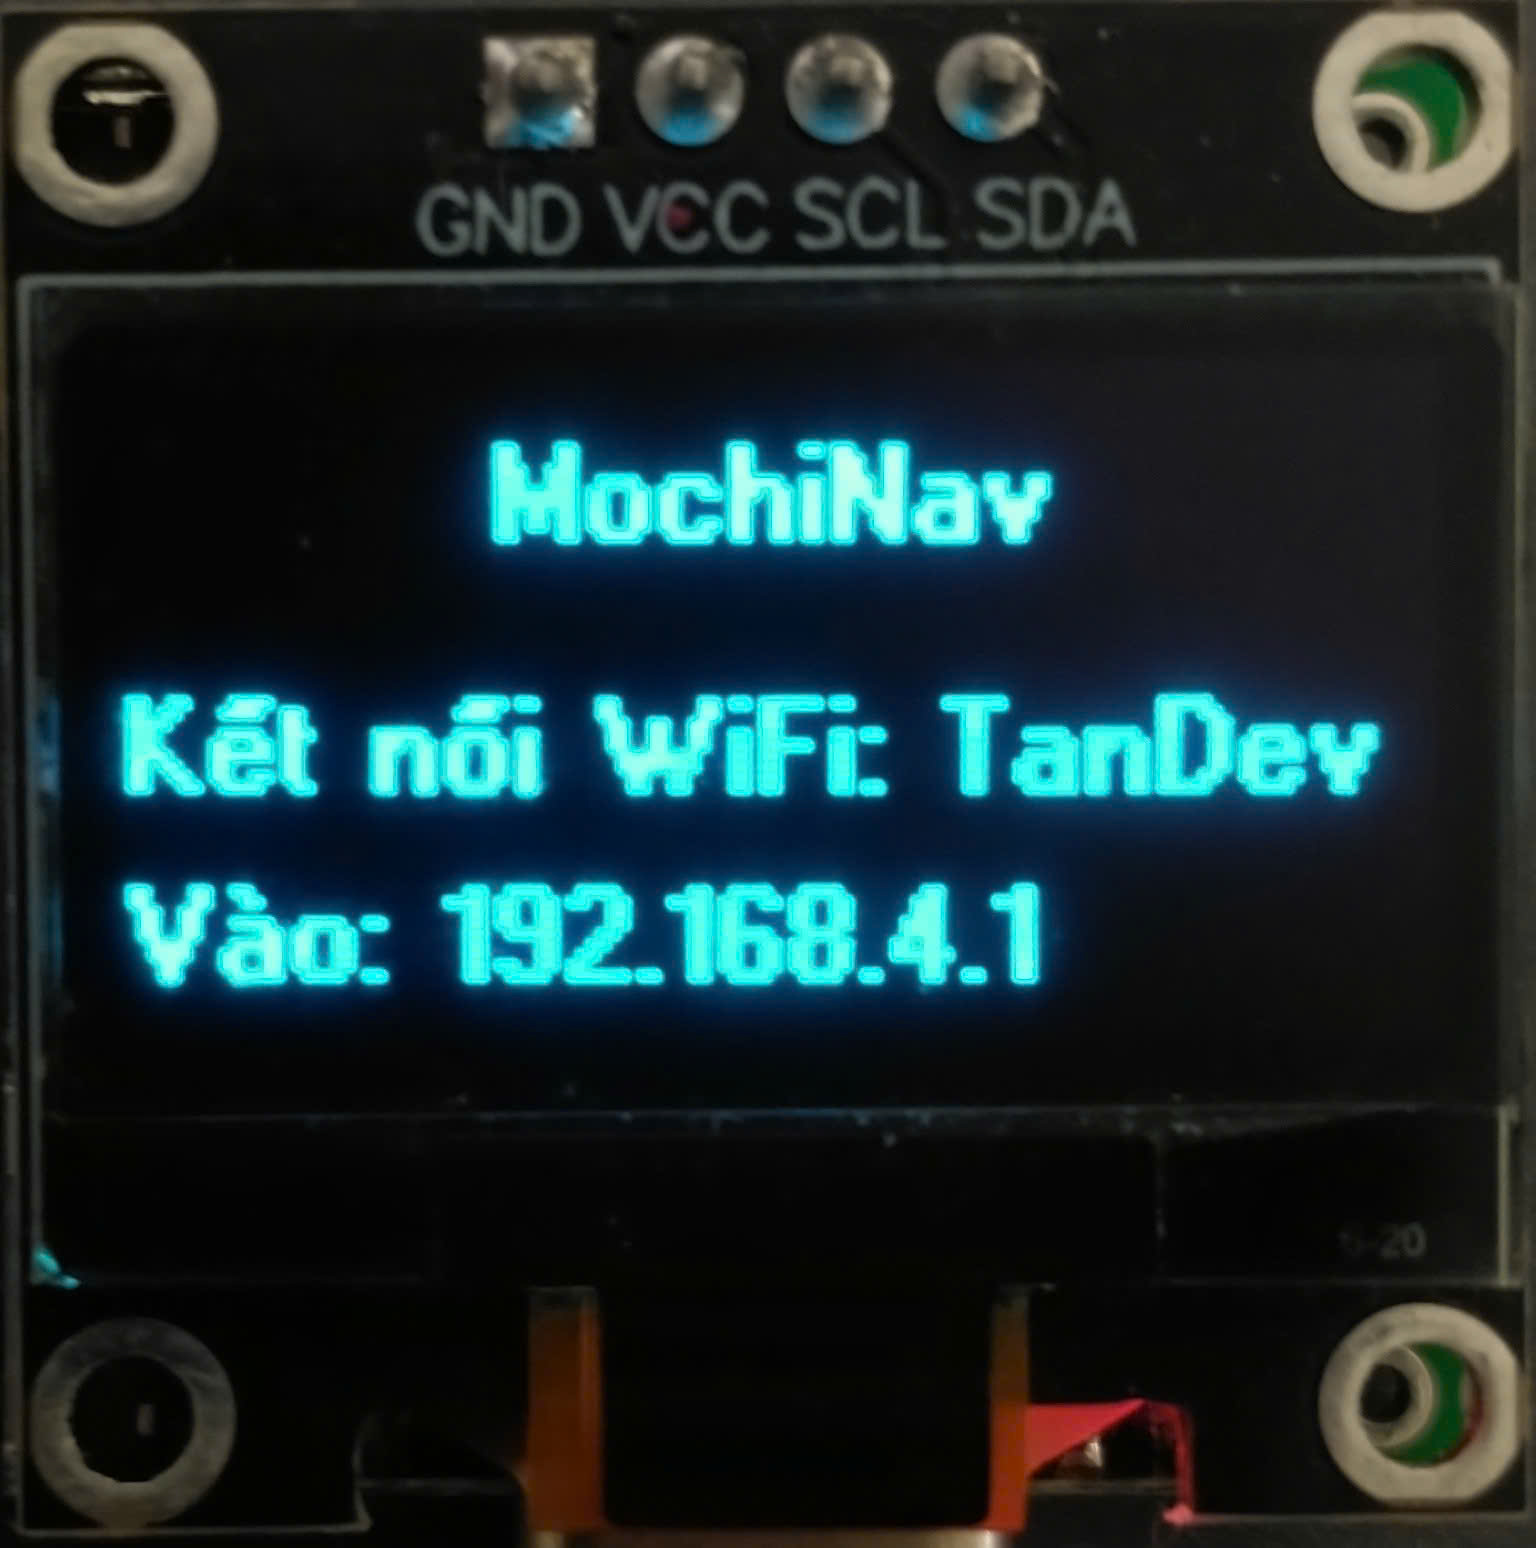 GND VCC SCL SDA
MochiNav
Kết nối WiFi: TanDev
Vào: 192.168.4.1